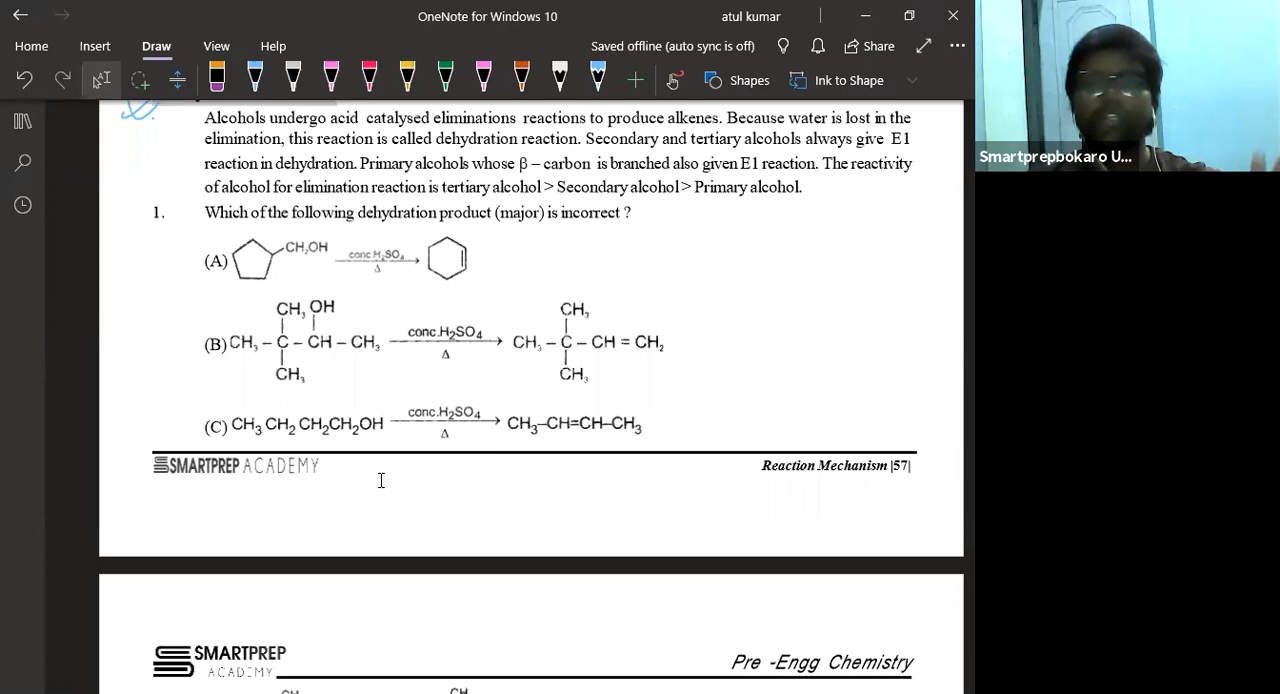 OneNote for Windows 10
atul kumar
Home Insert Draw View Help
Saved offline (auto sync is off)
Share
Shapes
Ink to Shape
Smartprepbokaro U...
Alcohols undergo acid catalysed eliminations reactions to produce alkenes. Because water is lost in the
elimination, this reaction is called dehydration reaction. Secondary and tertiary alcohols always give E1
reaction in dehydration. Primary alcohols whose β – carbon is branched also given E1 reaction. The reactivity
of alcohol for elimination reaction is tertiary alcohol > Secondary alcohol > Primary alcohol.
1. Which of the following dehydration product (major) is incorrect ?
(A) CH₂OH conc.H₂SO₄ Δ
CH₃ OH CH₃
(B) CH₃ – C – CH – CH₃ conc.H₂SO₄ Δ CH₃ – C – CH = CH₂
CH₃ CH₃
(C) CH₃ CH₂ CH₂CH₂OH conc.H₂SO₄ Δ CH₃–CH=CH–CH₃
SMARTPREP ACADEMY
Reaction Mechanism |57|
SMARTPREP
ACADEMY
Pre -Engg Chemistry
CH CH